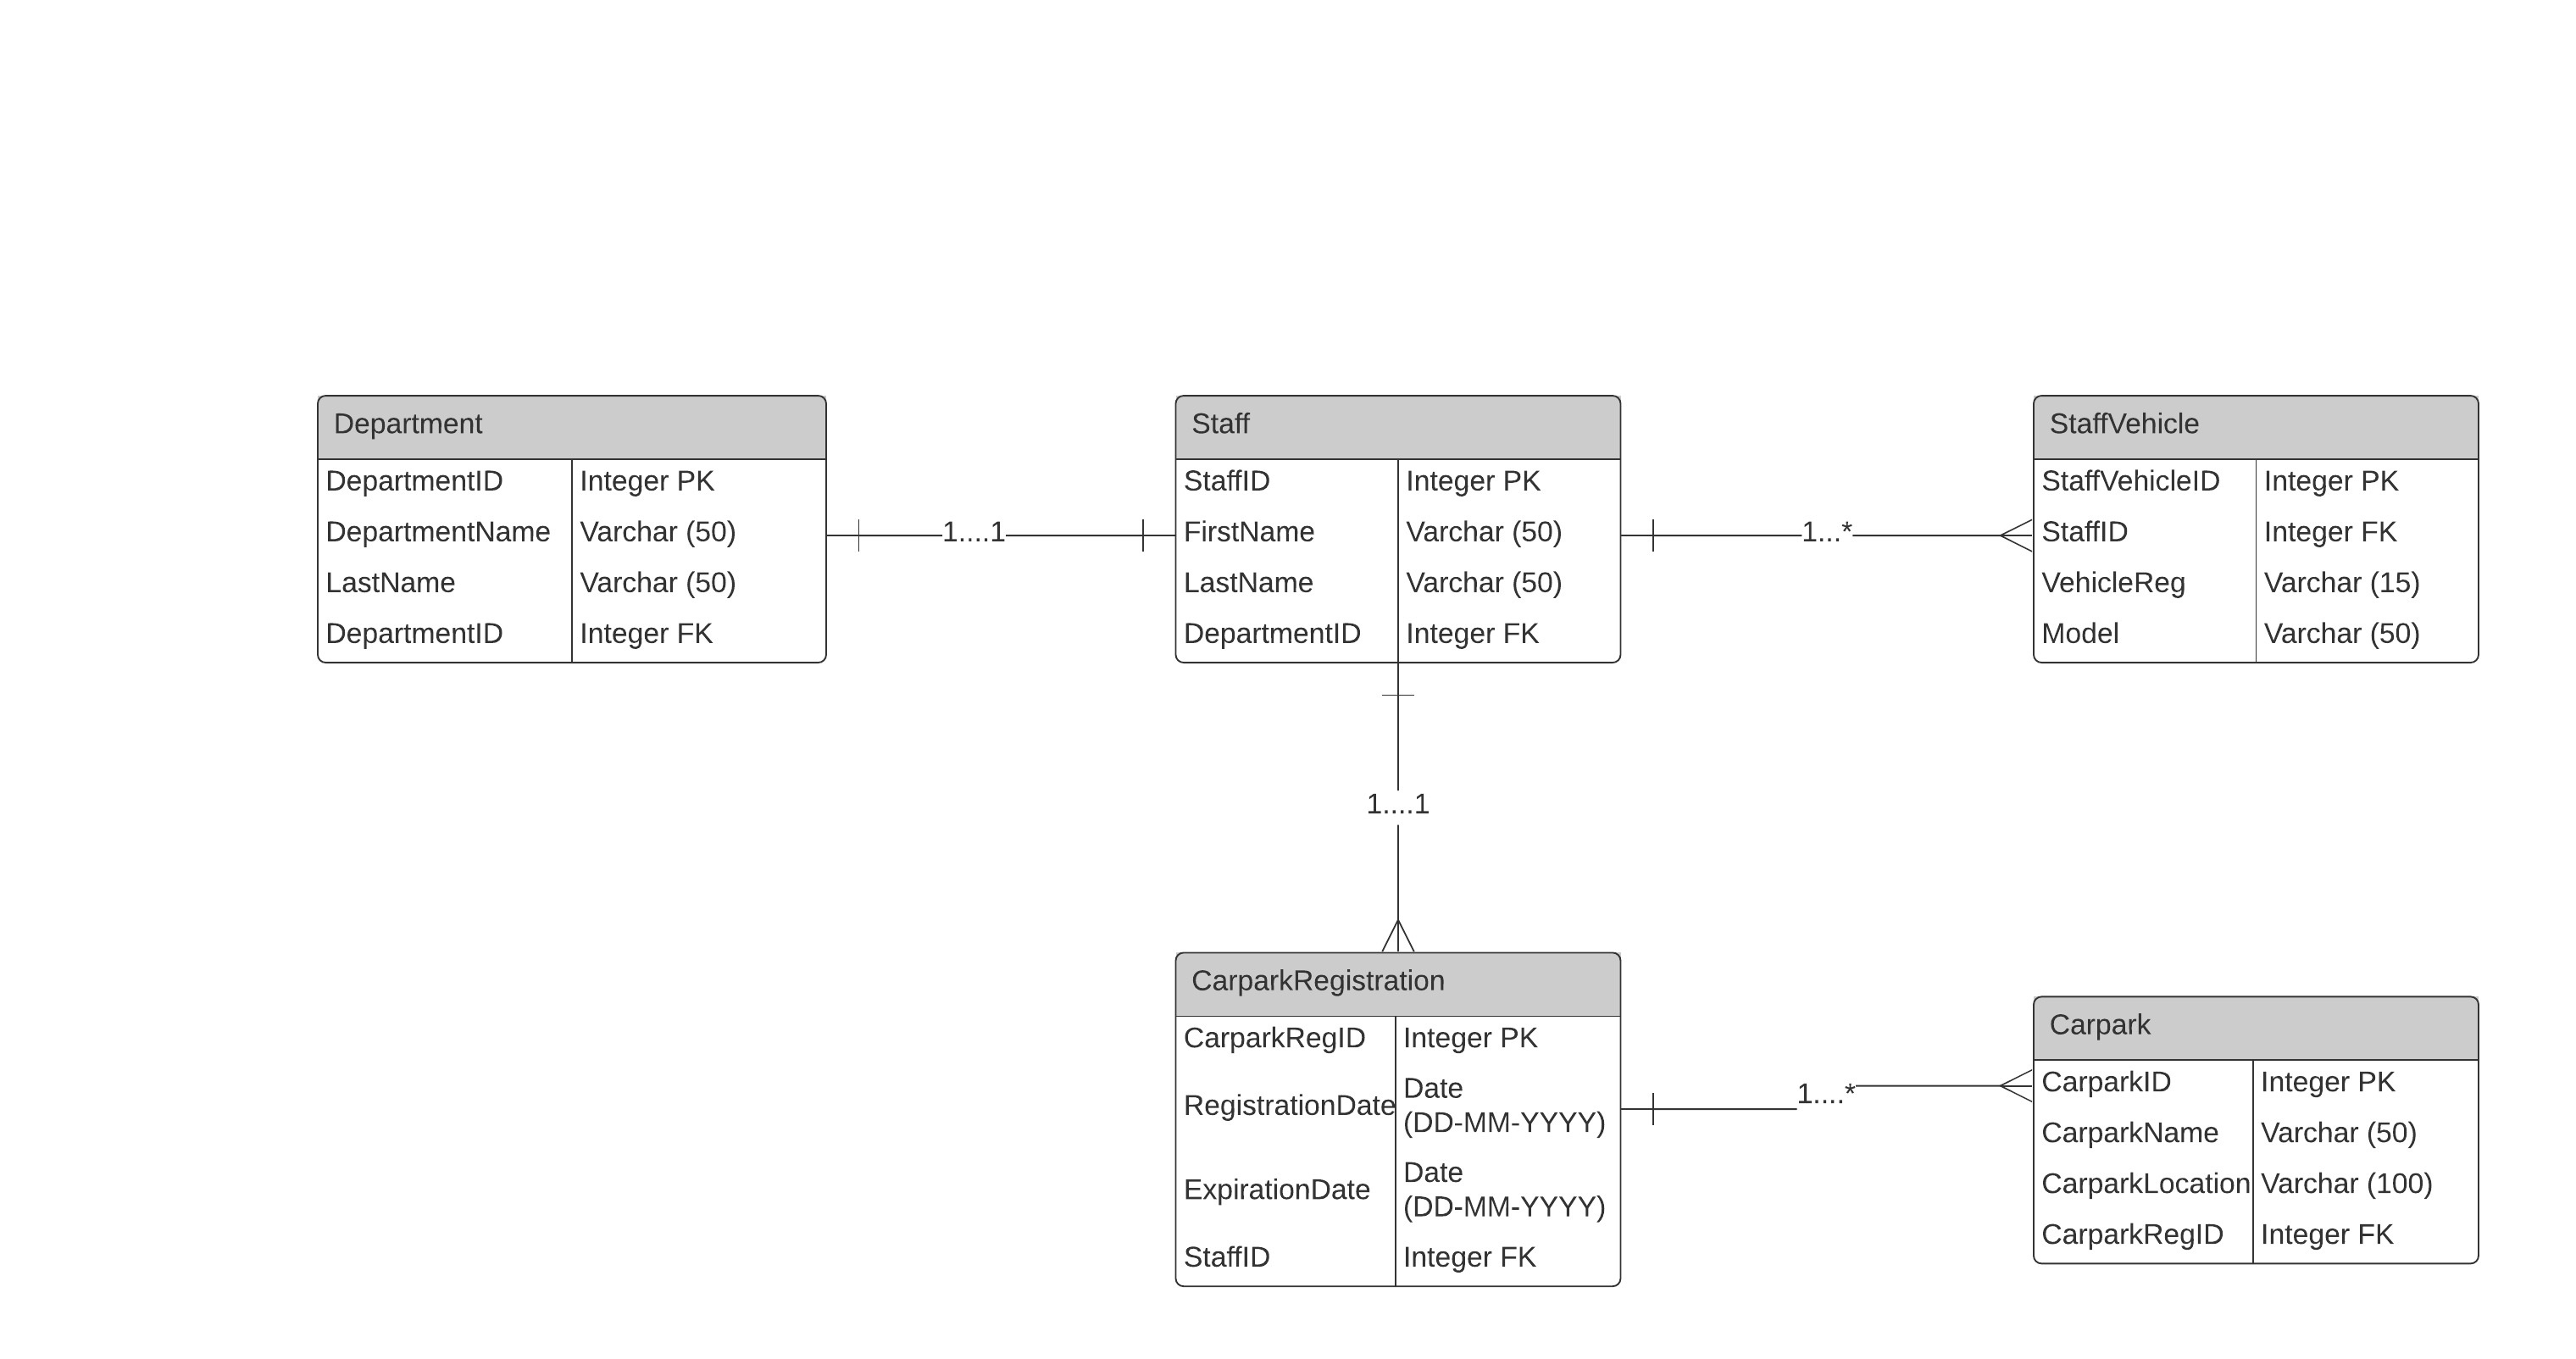 Department
DepartmentID Integer PK
DepartmentName Varchar (50)
LastName Varchar (50)
DepartmentID Integer FK
1....1
Staff
StaffID Integer PK
FirstName Varchar (50)
LastName Varchar (50)
DepartmentID Integer FK
1...*
StaffVehicle
StaffVehicleID Integer PK
StaffID Integer FK
VehicleReg Varchar (15)
Model Varchar (50)
1....1
CarparkRegistration
CarparkRegID Integer PK
RegistrationDate Date
(DD-MM-YYYY)
ExpirationDate Date
(DD-MM-YYYY)
StaffID Integer FK
1....*
Carpark
CarparkID Integer PK
CarparkName Varchar (50)
CarparkLocation Varchar (100)
CarparkRegID Integer FK